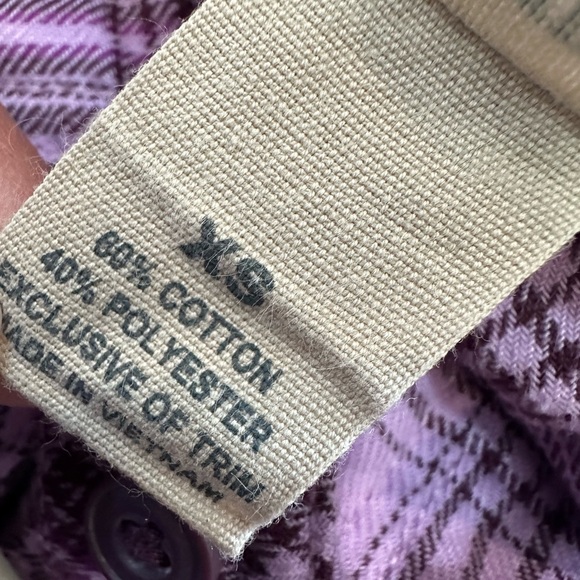 XS
60% COTTON
40% POLYESTER
EXCLUSIVE OF TRIM
MADE IN VIETNAM